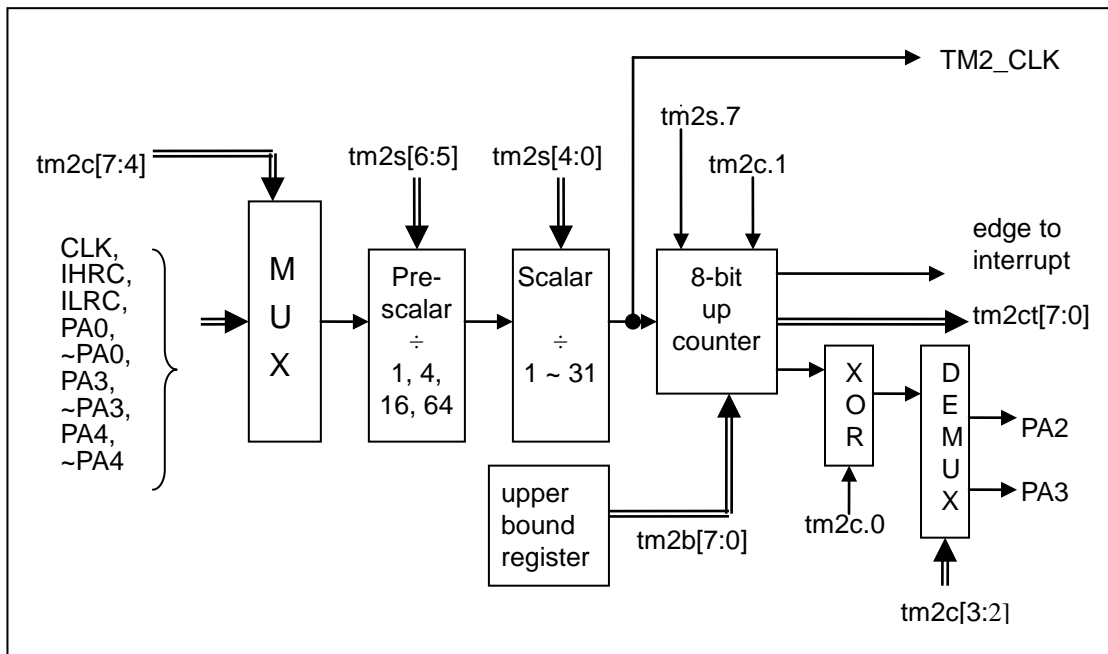 TM2_CLK
tm2s.7
tm2c[7:4]
tm2s[6:5]
tm2s[4:0]
tm2c.1
CLK,
IHRC,
ILRC,
PA0,
~PA0,
PA3,
~PA3,
PA4,
~PA4
M
U
X
Pre-
scalar
÷
1, 4,
16, 64
Scalar
÷
1 ~ 31
8-bit
up
counter
edge to
interrupt
tm2ct[7:0]
X
O
R
D
E
M
U
X
PA2
PA3
upper
bound
register
tm2b[7:0]
tm2c.0
tm2c[3:2]